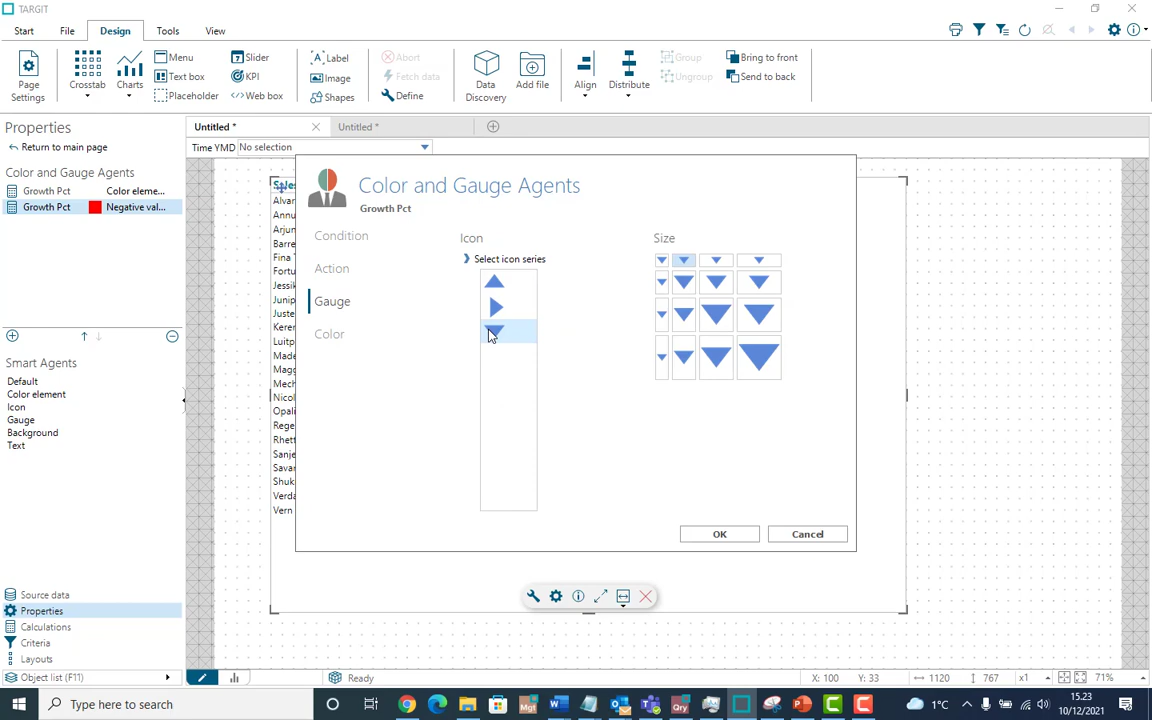 TARGIT
Start File Design Tools View
Page Settings
Crosstab
Charts
Menu
Text box
Placeholder
Slider
KPI
Web box
Label
Image
Shapes
Abort
Fetch data
Define
Data Discovery
Add file
Align
Distribute
Group
Ungroup
Bring to front
Send to back
Properties
Return to main page
Untitled *
Untitled *
Time YMD No selection
Color and Gauge Agents
Growth Pct Color eleme...
Growth Pct Negative val...
Smart Agents
Default
Color element
Icon
Gauge
Background
Text
Source data
Properties
Calculations
Criteria
Layouts
Object list (F11)
Sales
Alvar
Annu
Arjun
Barre
Fina T
Fortu
Jessik
Junip
Juste
Keren
Luitp
Made
Magg
Mech
Nicol
Opali
Rege
Rhett
Sanje
Savar
Shuk
Verda
Vern
Color and Gauge Agents
Growth Pct
Condition
Action
Gauge
Color
Icon
Select icon series
Size
OK
Cancel
Ready
X: 100 Y: 33 1120 767 x1 71%
Type here to search
Mgt
Qry
1°C
15.23
10/12/2021